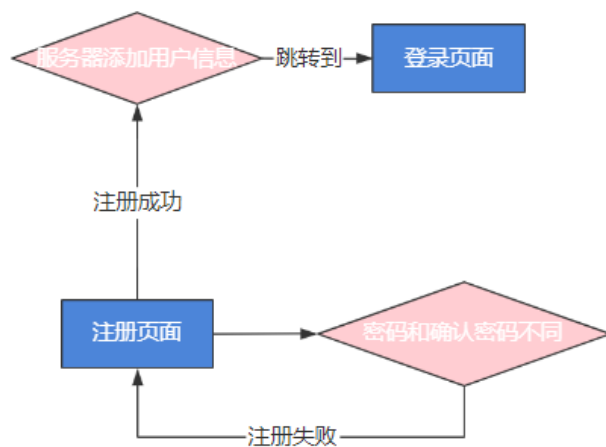 服务器添加用户信息
跳转到
登录页面
注册成功
注册页面
密码和确认密码不同
注册失败